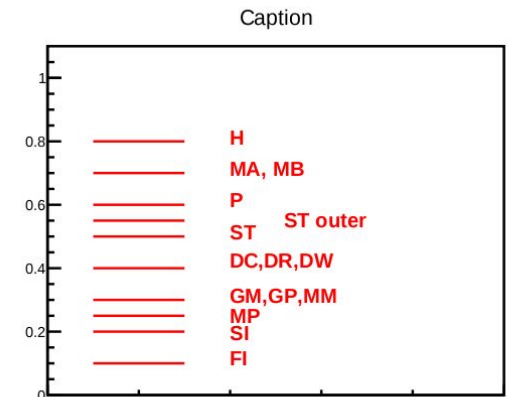 Caption
1
0.8
H
MA, MB
0.6
P
ST outer
ST
DC,DR,DW
0.4
GM,GP,MM
MP
0.2
SI
FI
0